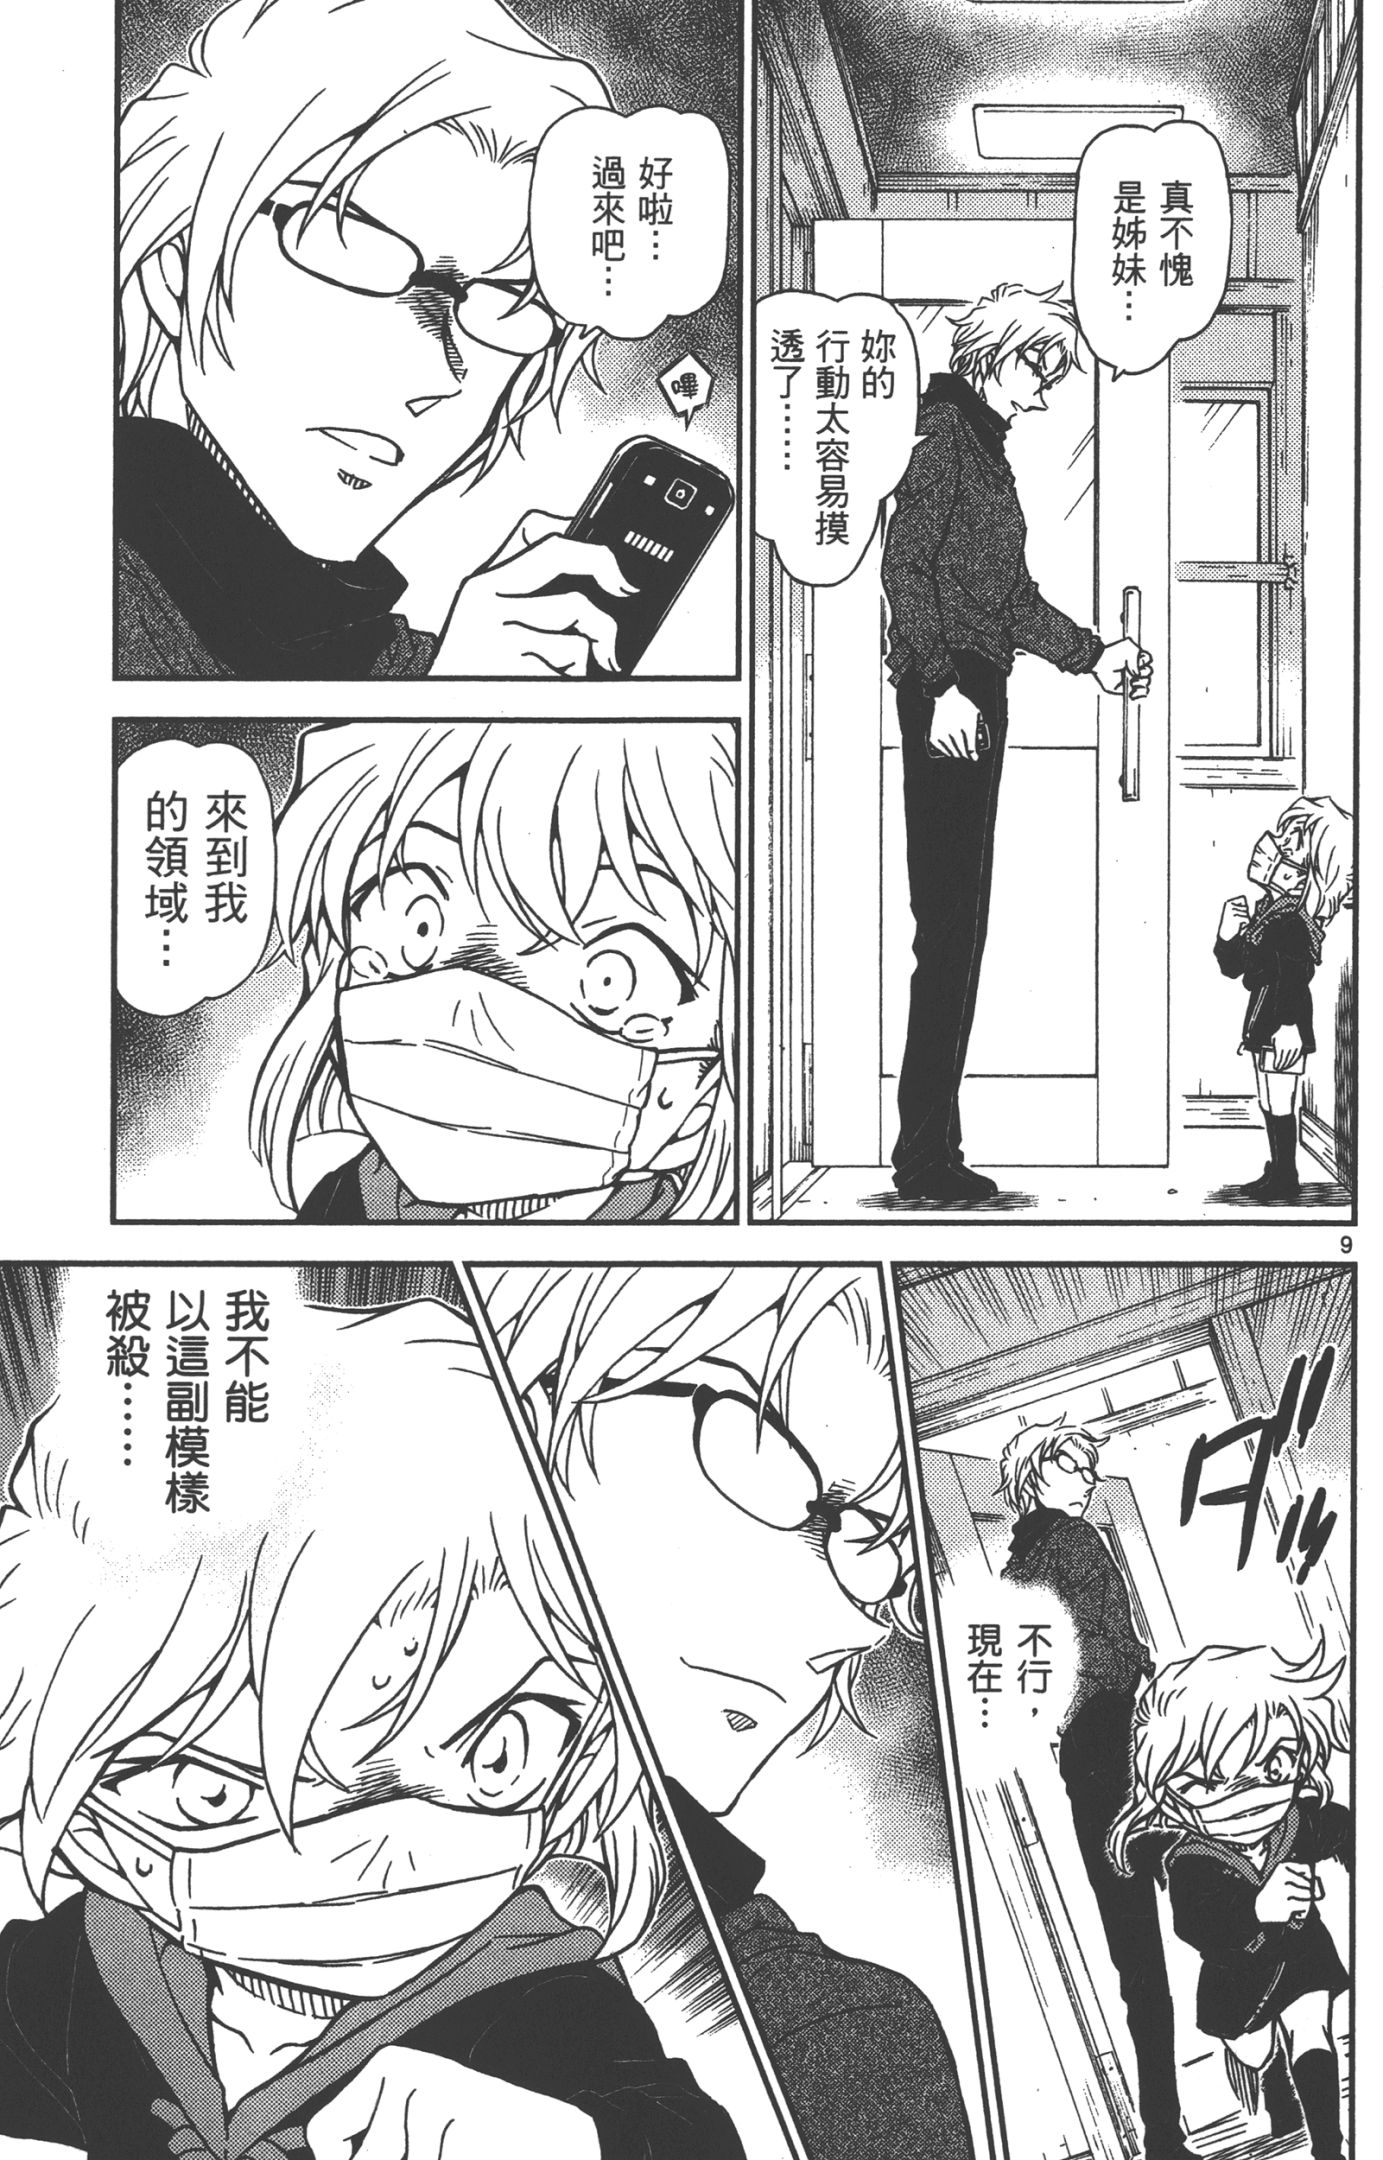 真不愧
是姊妹…
妳的
行動太容易摸
透了……
好啦…
過來吧…
嗶
來到我
的領域…
9
ダッ
不行，
現在…
我不能
以這副模樣
被殺……